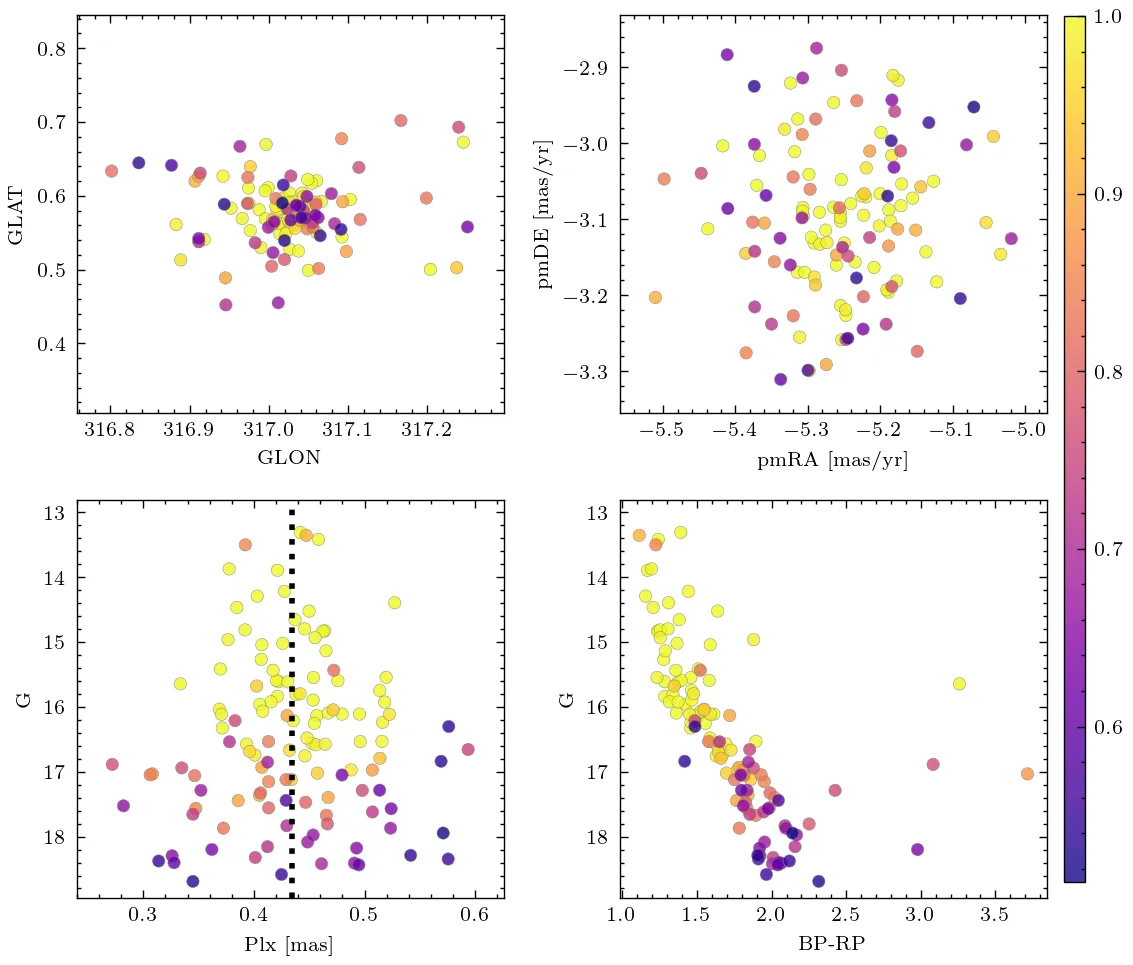 0.8
0.7
0.6
0.5
0.4
GLAT
316.8 316.9 317.0 317.1 317.2
GLON
−2.9
−3.0
−3.1
−3.2
−3.3
pmDE [mas/yr]
−5.5 −5.4 −5.3 −5.2 −5.1 −5.0
pmRA [mas/yr]
1.0
0.9
0.8
0.7
0.6
13
14
15
16
17
18
G
0.3 0.4 0.5 0.6
Plx [mas]
13
14
15
16
17
18
G
1.0 1.5 2.0 2.5 3.0 3.5
BP-RP